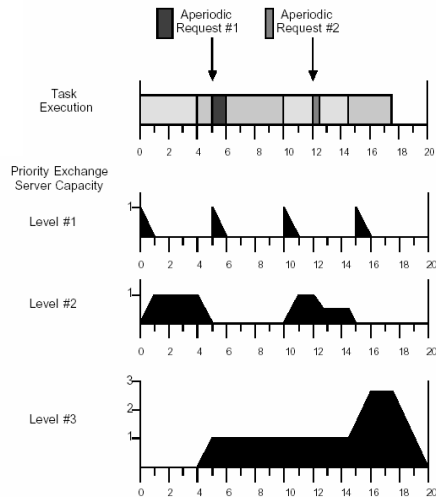 Aperiodic Aperiodic
Request #1 Request #2
Task
Execution
0 2 4 6 8 10 12 14 16 18 20
Priority Exchange
Server Capacity
Level #1
1
0 2 4 6 8 10 12 14 16 18 20
Level #2
1
0 2 4 6 8 10 12 14 16 18 20
Level #3
3
2
1
0 2 4 6 8 10 12 14 16 18 20